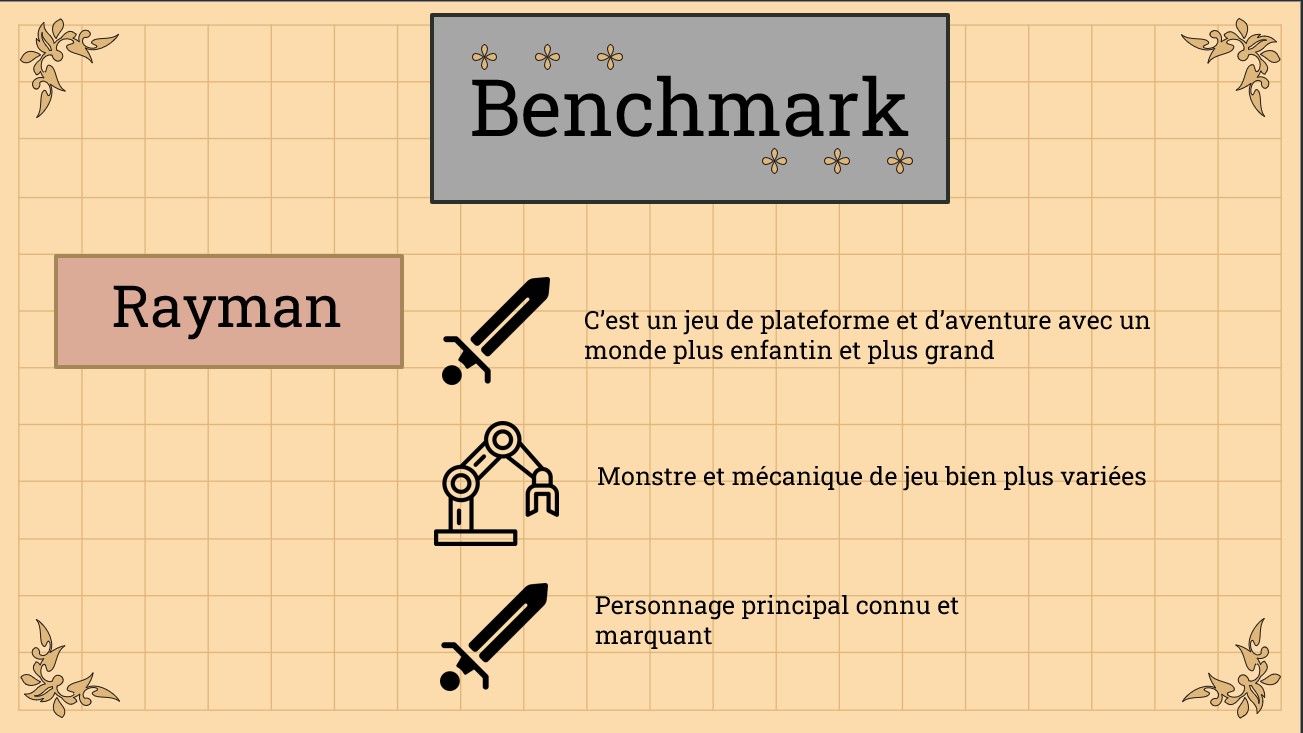 Benchmark
Rayman
C’est un jeu de plateforme et d’aventure avec un
monde plus enfantin et plus grand
Monstre et mécanique de jeu bien plus variées
Personnage principal connu et
marquant